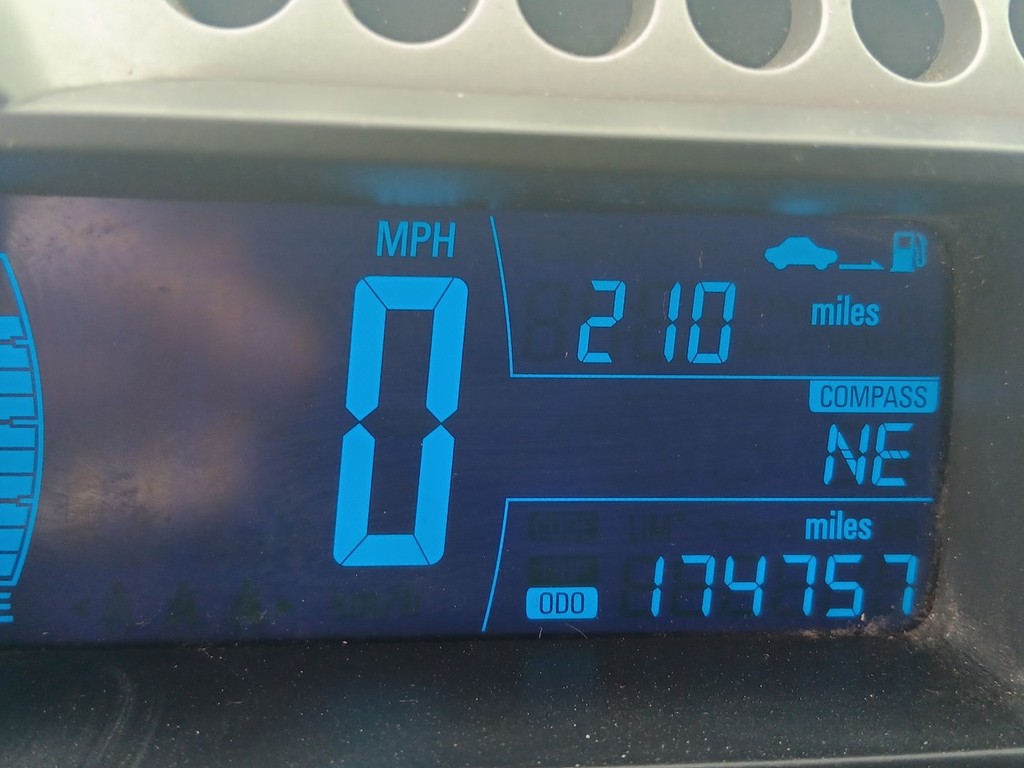 MPH
0
210 miles
COMPASS
NE
miles
ODO 174757